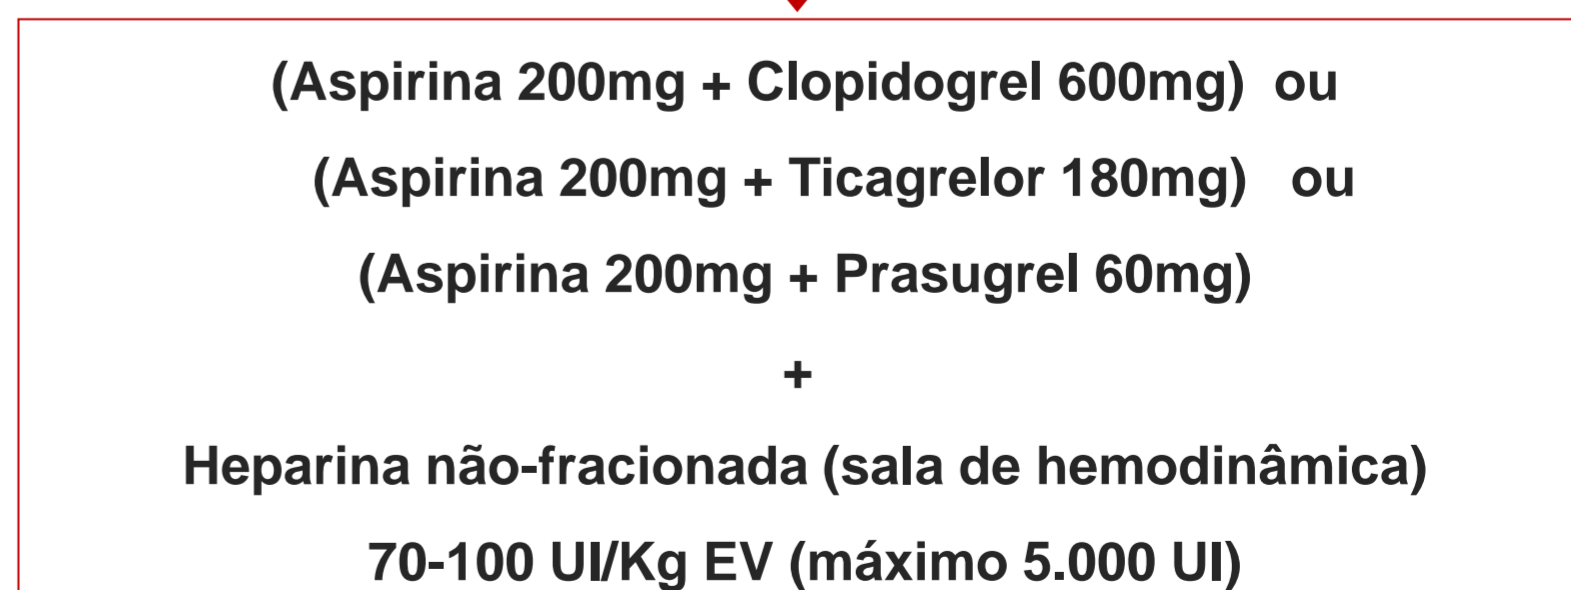 (Aspirina 200mg + Clopidogrel 600mg) ou
(Aspirina 200mg + Ticagrelor 180mg) ou
(Aspirina 200mg + Prasugrel 60mg)
+
Heparina não-fracionada (sala de hemodinâmica)
70-100 UI/Kg EV (máximo 5.000 UI)